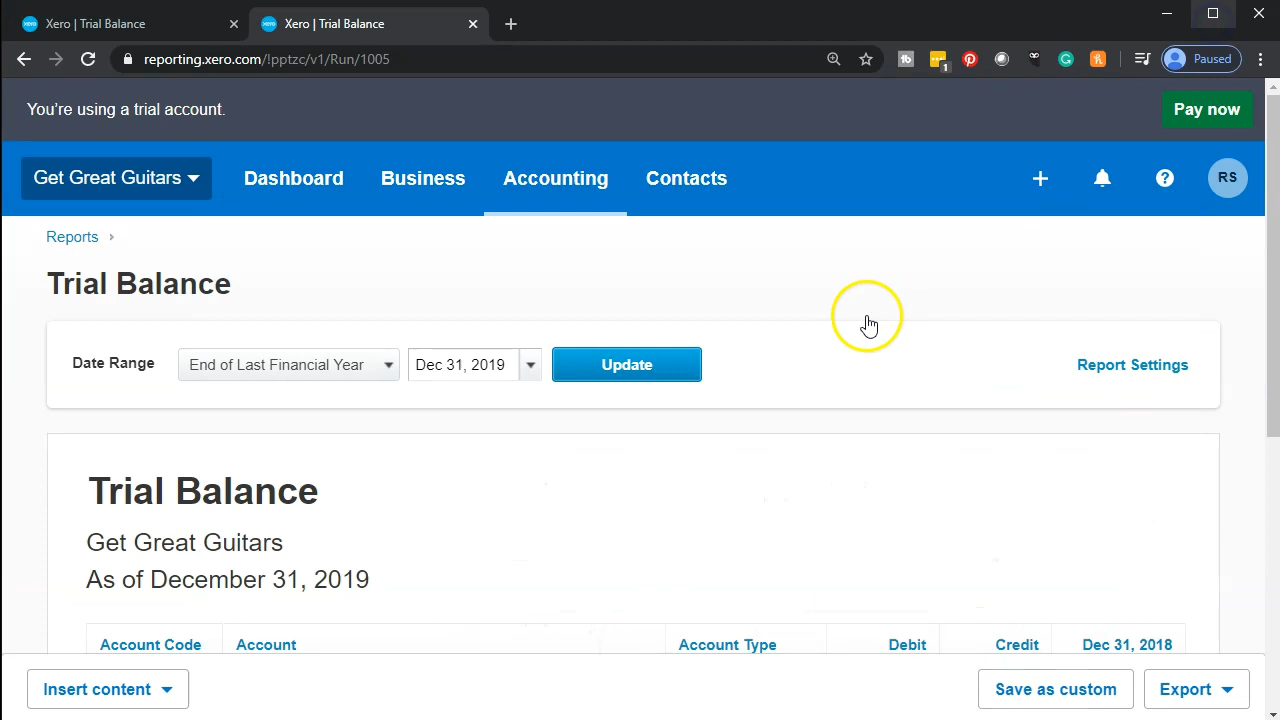 Xero | Trial Balance
Xero | Trial Balance
reporting.xero.com/!pptzc/v1/Run/1005
1
Paused
You're using a trial account.
Pay now
Get Great Guitars
Dashboard
Business
Accounting
Contacts
RS
Reports
Trial Balance
Date Range
End of Last Financial Year
Dec 31, 2019
Update
Report Settings
Trial Balance
Get Great Guitars
As of December 31, 2019
Account Code
Account
Account Type
Debit
Credit
Dec 31, 2018
Insert content
Save as custom
Export